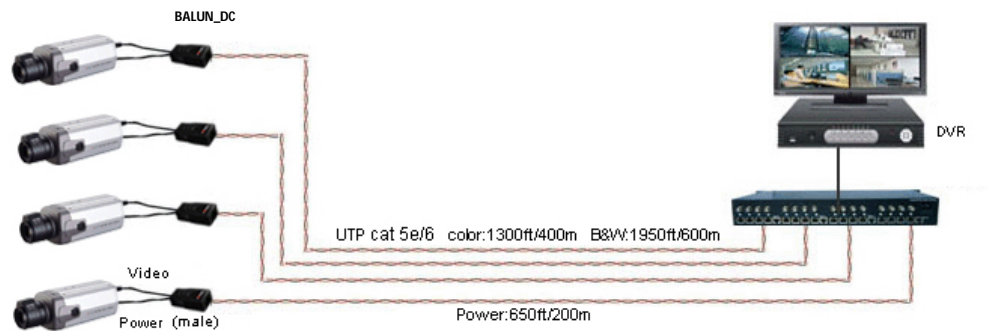 BALUN_DC
DVR
UTP cat 5e/6 color:1300ft/400m B&W:1950ft/600m
Video
Power (male)
Power:650ft/200m